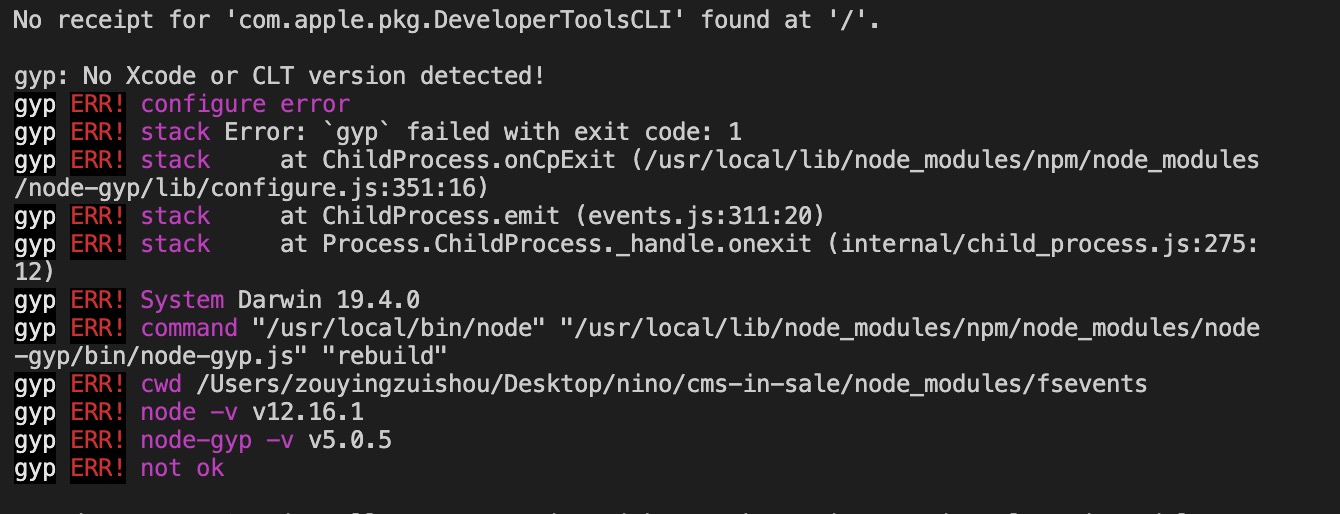 No receipt for 'com.apple.pkg.DeveloperToolsCLI' found at '/'.
gyp: No Xcode or CLT version detected!
gyp ERR! configure error
gyp ERR! stack Error: `gyp` failed with exit code: 1
gyp ERR! stack     at ChildProcess.onCpExit (/usr/local/lib/node_modules/npm/node_modules
/node-gyp/lib/configure.js:351:16)
gyp ERR! stack     at ChildProcess.emit (events.js:311:20)
gyp ERR! stack     at Process.ChildProcess._handle.onexit (internal/child_process.js:275:
12)
gyp ERR! System Darwin 19.4.0
gyp ERR! command "/usr/local/bin/node" "/usr/local/lib/node_modules/npm/node_modules/node
-gyp/bin/node-gyp.js" "rebuild"
gyp ERR! cwd /Users/zouyingzuishou/Desktop/nino/cms-in-sale/node_modules/fsevents
gyp ERR! node -v v12.16.1
gyp ERR! node-gyp -v v5.0.5
gyp ERR! not ok